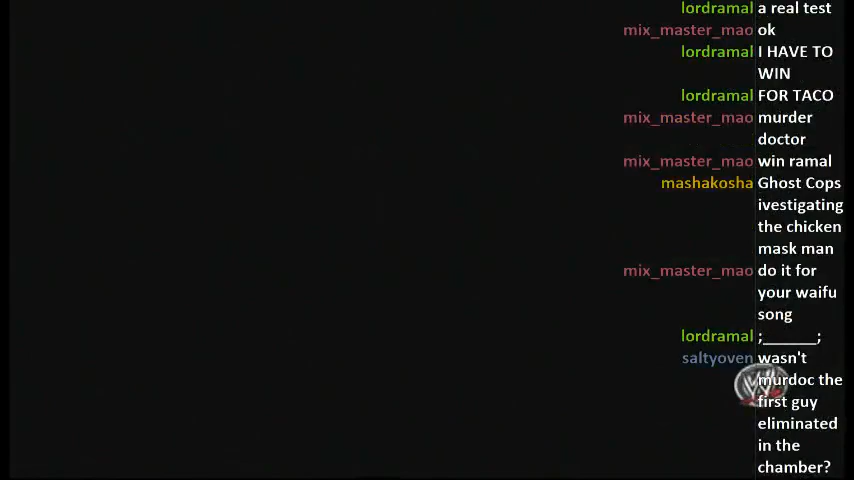 lordramal a real test
mix_master_mao ok
lordramal I HAVE TO
WIN
lordramal FOR TACO
mix_master_mao murder
doctor
mix_master_mao win ramal
mashakosha Ghost Cops
ivestigating
the chicken
mask man
mix_master_mao do it for
your waifu
song
lordramal ;______;
saltyoven wasn't
murdoc the
first guy
eliminated
in the
chamber?